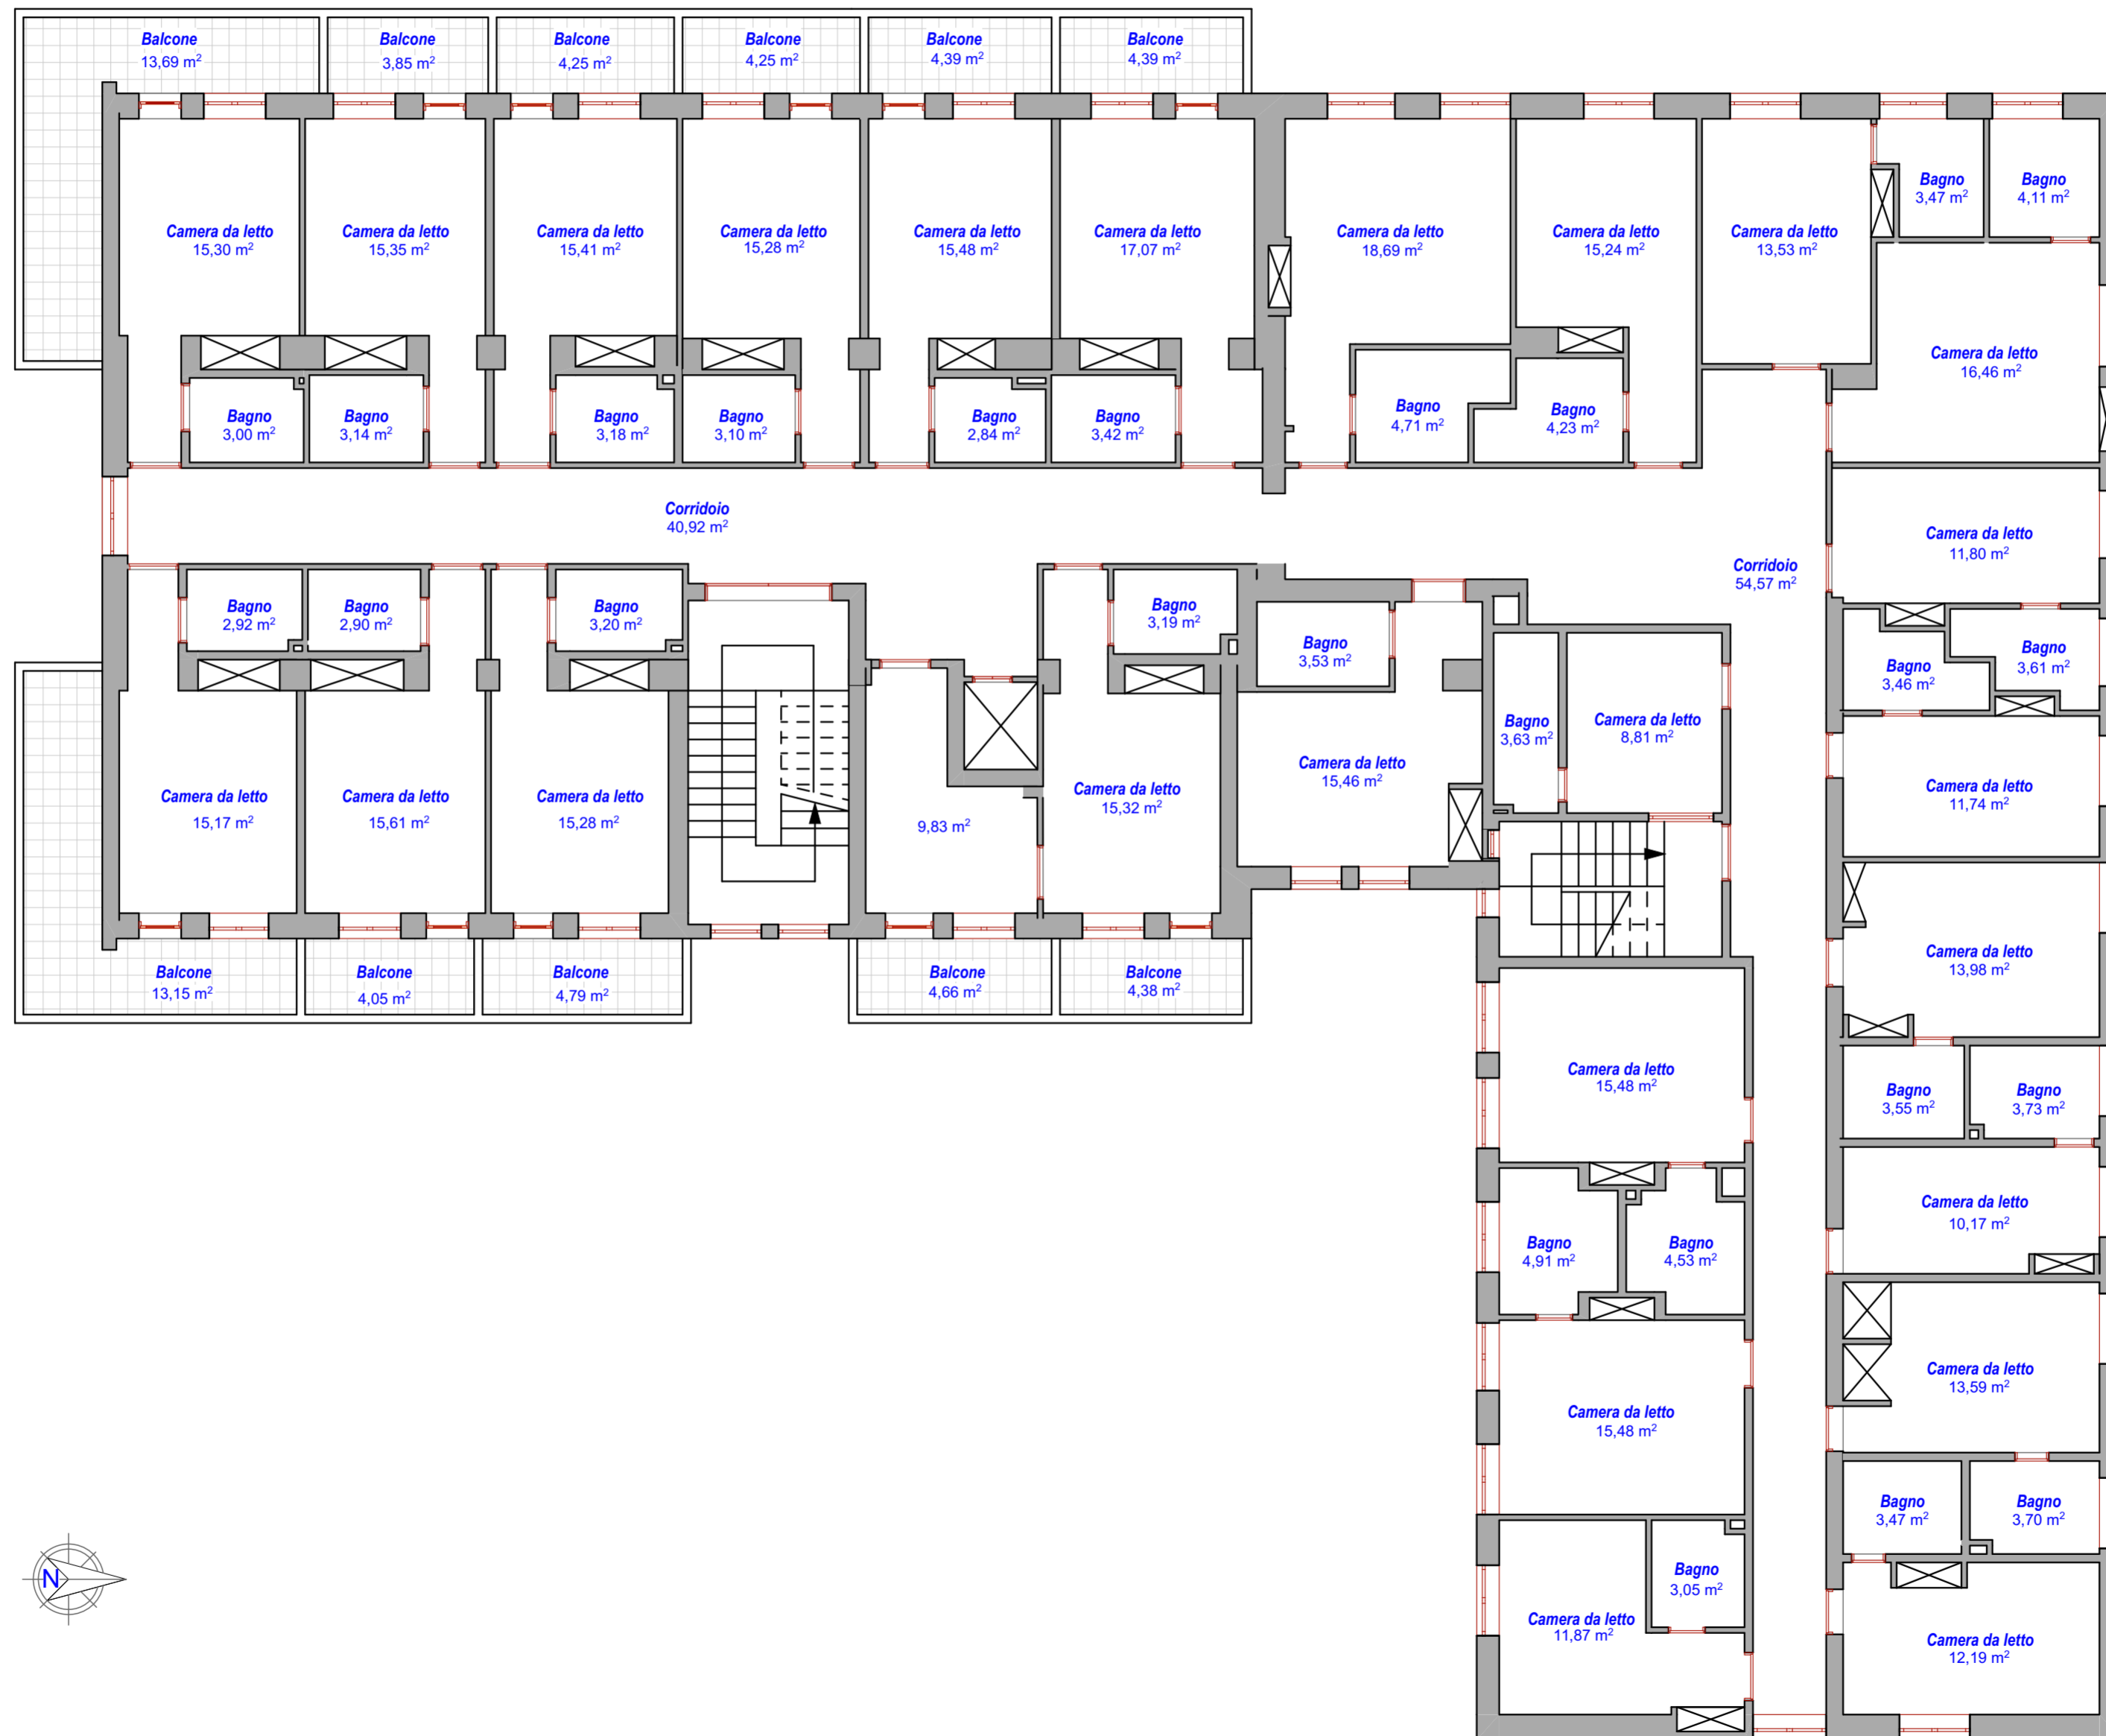 Balcone
13,69 m²
Balcone
3,85 m²
Balcone
4,25 m²
Balcone
4,25 m²
Balcone
4,39 m²
Balcone
4,39 m²
Camera da letto
15,30 m²
Camera da letto
15,35 m²
Camera da letto
15,41 m²
Camera da letto
15,28 m²
Camera da letto
15,48 m²
Camera da letto
17,07 m²
Camera da letto
18,69 m²
Camera da letto
15,24 m²
Camera da letto
13,53 m²
Bagno
3,47 m²
Bagno
4,11 m²
Camera da letto
16,46 m²
Bagno
3,00 m²
Bagno
3,14 m²
Bagno
3,18 m²
Bagno
3,10 m²
Bagno
2,84 m²
Bagno
3,42 m²
Bagno
4,71 m²
Bagno
4,23 m²
Corridoio
40,92 m²
Camera da letto
11,80 m²
Corridoio
54,57 m²
Bagno
2,92 m²
Bagno
2,90 m²
Bagno
3,20 m²
Bagno
3,19 m²
Bagno
3,53 m²
Bagno
3,46 m²
Bagno
3,61 m²
Bagno
3,63 m²
Camera da letto
8,81 m²
Camera da letto
15,17 m²
Camera da letto
15,61 m²
Camera da letto
15,28 m²
9,83 m²
Camera da letto
15,32 m²
Camera da letto
15,46 m²
Camera da letto
11,74 m²
Balcone
13,15 m²
Balcone
4,05 m²
Balcone
4,79 m²
Balcone
4,66 m²
Balcone
4,38 m²
Camera da letto
13,98 m²
Camera da letto
15,48 m²
Bagno
3,55 m²
Bagno
3,73 m²
Camera da letto
10,17 m²
Bagno
4,91 m²
Bagno
4,53 m²
Camera da letto
13,59 m²
Camera da letto
15,48 m²
Bagno
3,47 m²
Bagno
3,70 m²
N
Bagno
3,05 m²
Camera da letto
11,87 m²
Camera da letto
12,19 m²